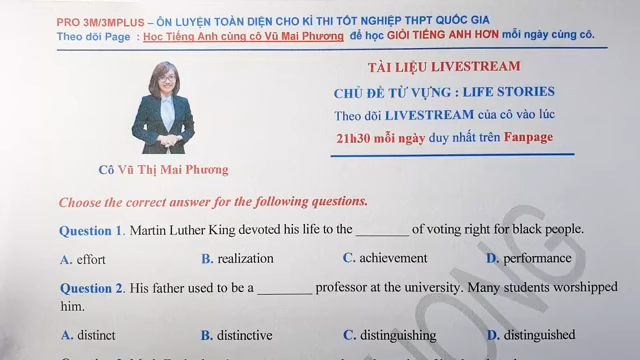 PRO 3M/3MPLUS – ÔN LUYỆN TOÀN DIỆN CHO KÌ THI TỐT NGHIỆP THPT QUỐC GIA
Theo dõi Page : Học Tiếng Anh cùng cô Vũ Mai Phương để học GIỎI TIẾNG ANH HƠN mỗi ngày cùng cô.
TÀI LIỆU LIVESTREAM
CHỦ ĐỀ TỪ VỰNG : LIFE STORIES
Theo dõi LIVESTREAM của cô vào lúc
21h30 mỗi ngày duy nhất trên Fanpage
Cô Vũ Thị Mai Phương
Choose the correct answer for the following questions.
Question 1. Martin Luther King devoted his life to the ________ of voting right for black people.
A. effort B. realization C. achievement D. performance
Question 2. His father used to be a ________ professor at the university. Many students worshipped
him.
A. distinct B. distinctive C. distinguishing D. distinguished